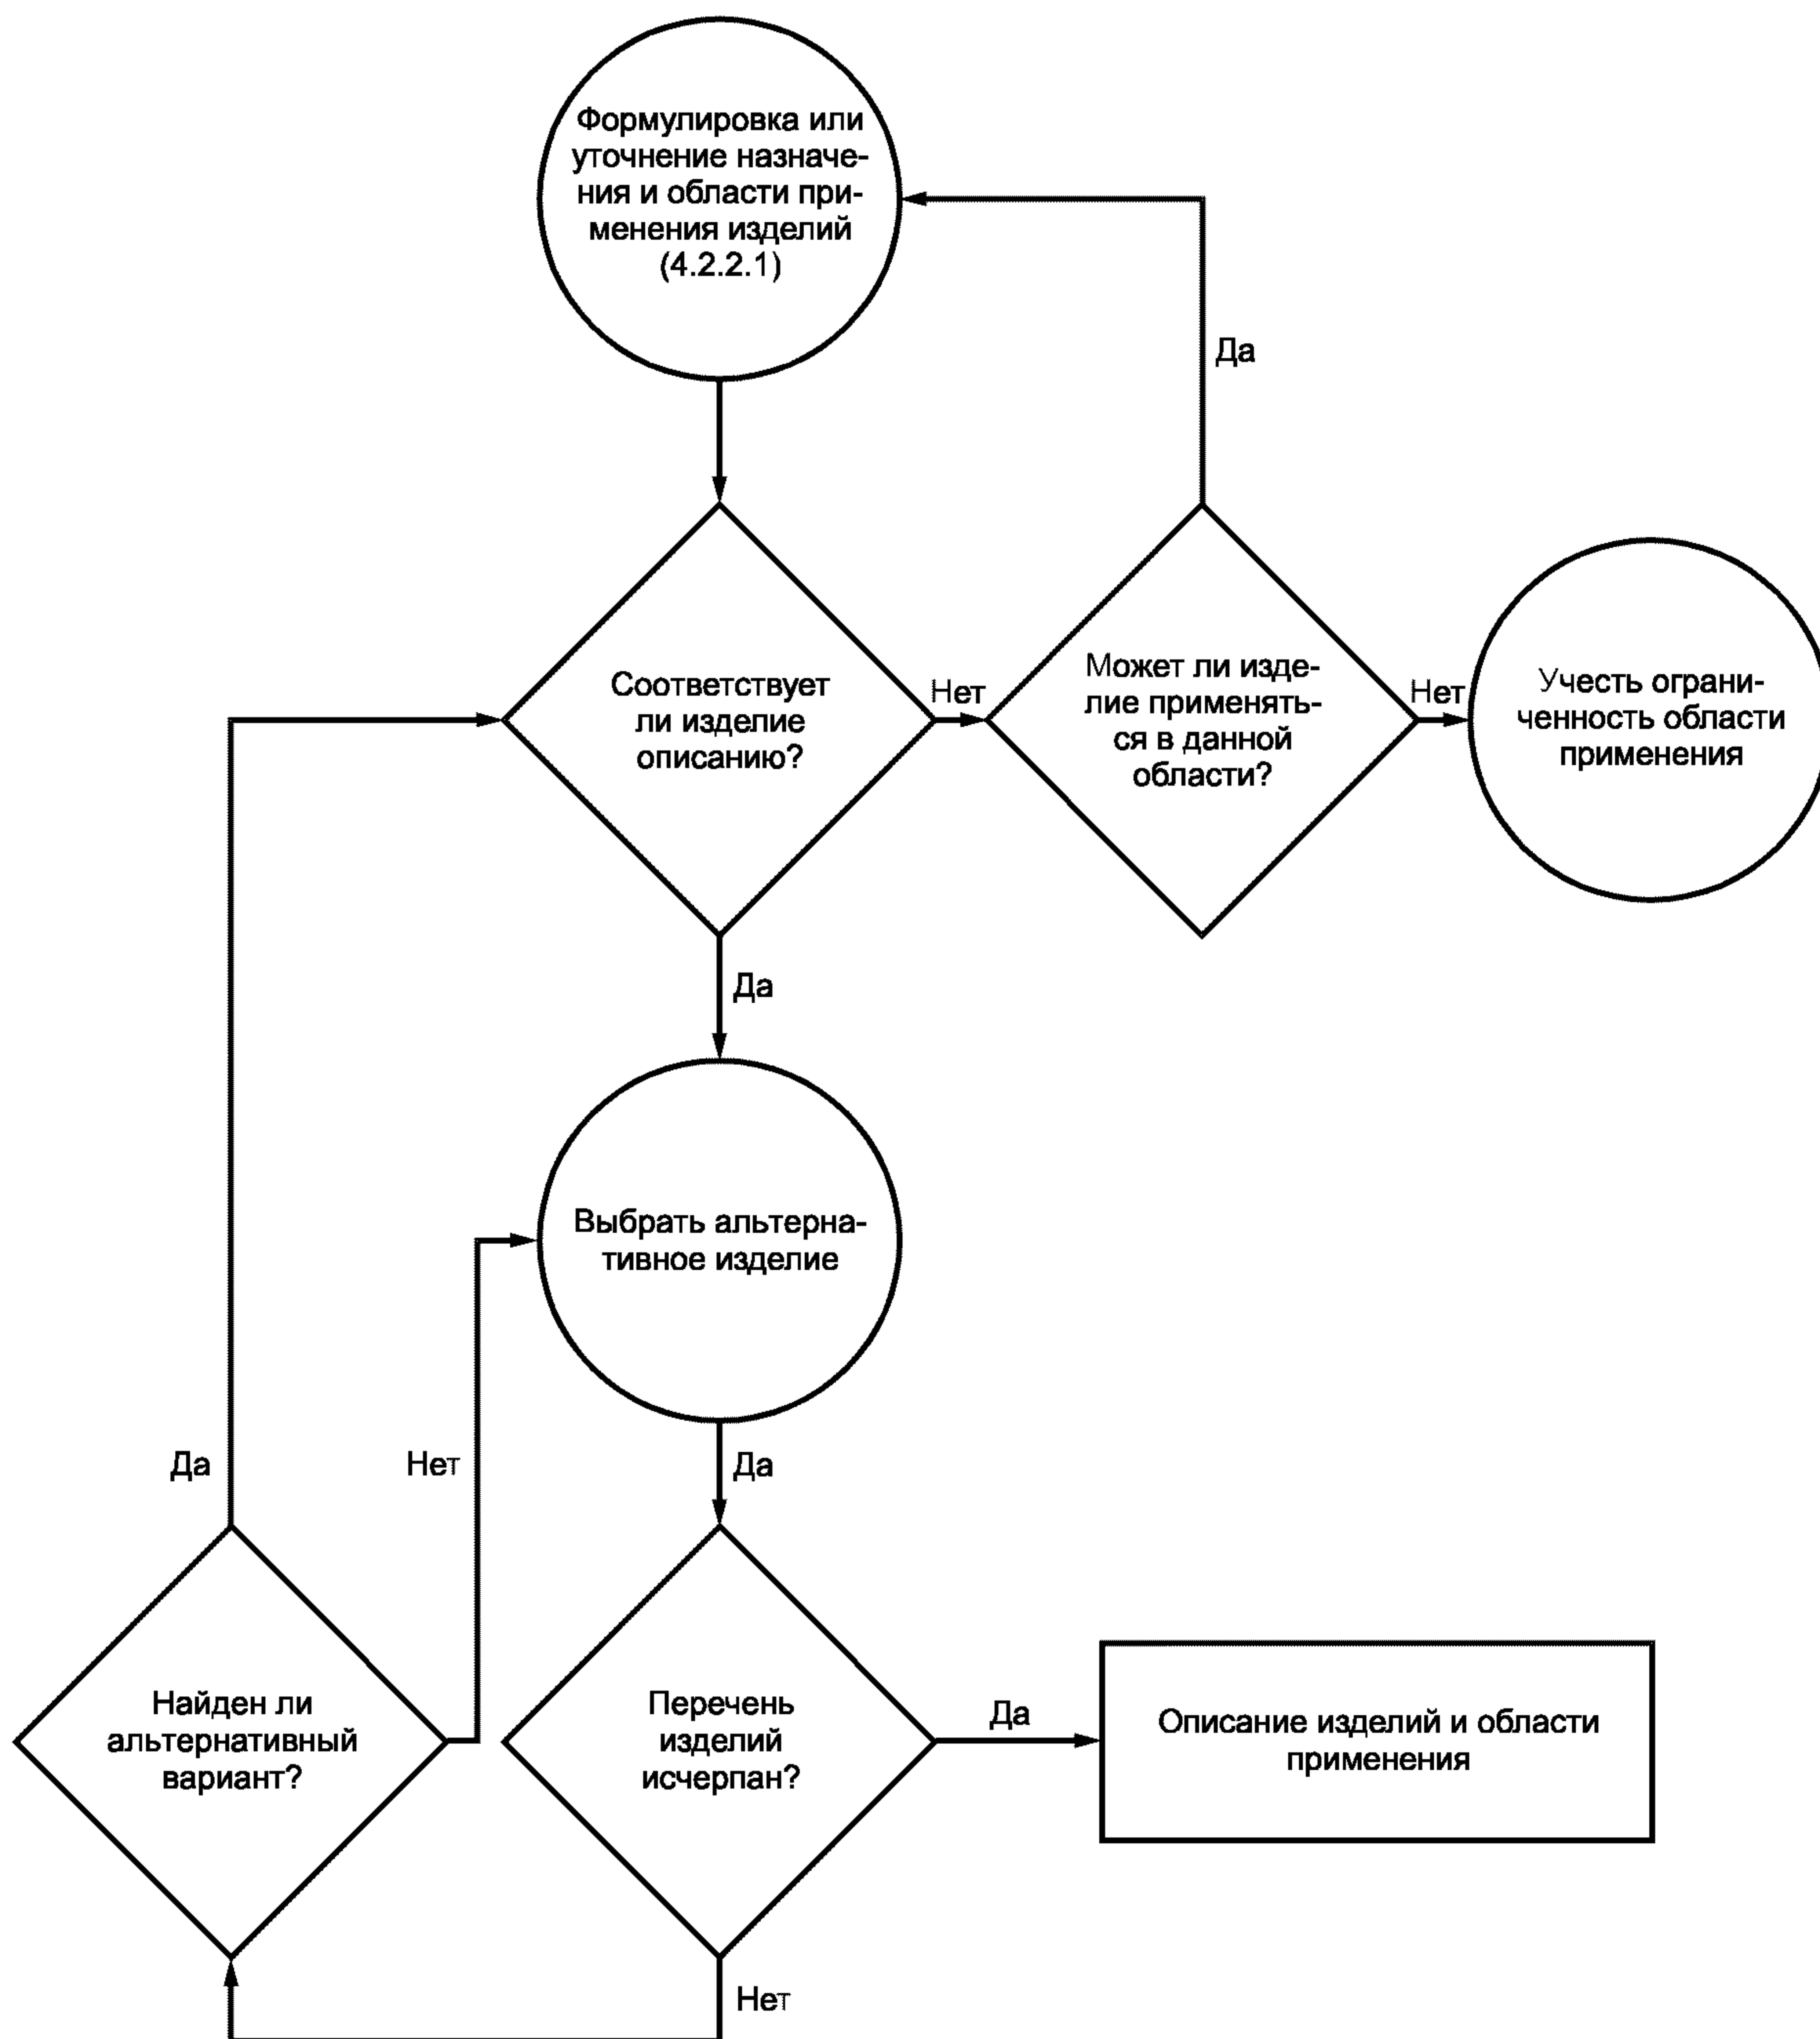 Формулировка или
уточнение назначе-
ния и области при-
менения изделий
(4.2.2.1)
Да
Соответствует
ли изделие
описанию?
Нет
Может ли изде-
лие применять-
ся в данной
области?
Нет
Учесть ограни-
ченность области
применения
Да
Выбрать альтерна-
тивное изделие
Да
Нет
Да
Найден ли
альтернативный
вариант?
Перечень
изделий
исчерпан?
Да
Описание изделий и области
применения
Нет